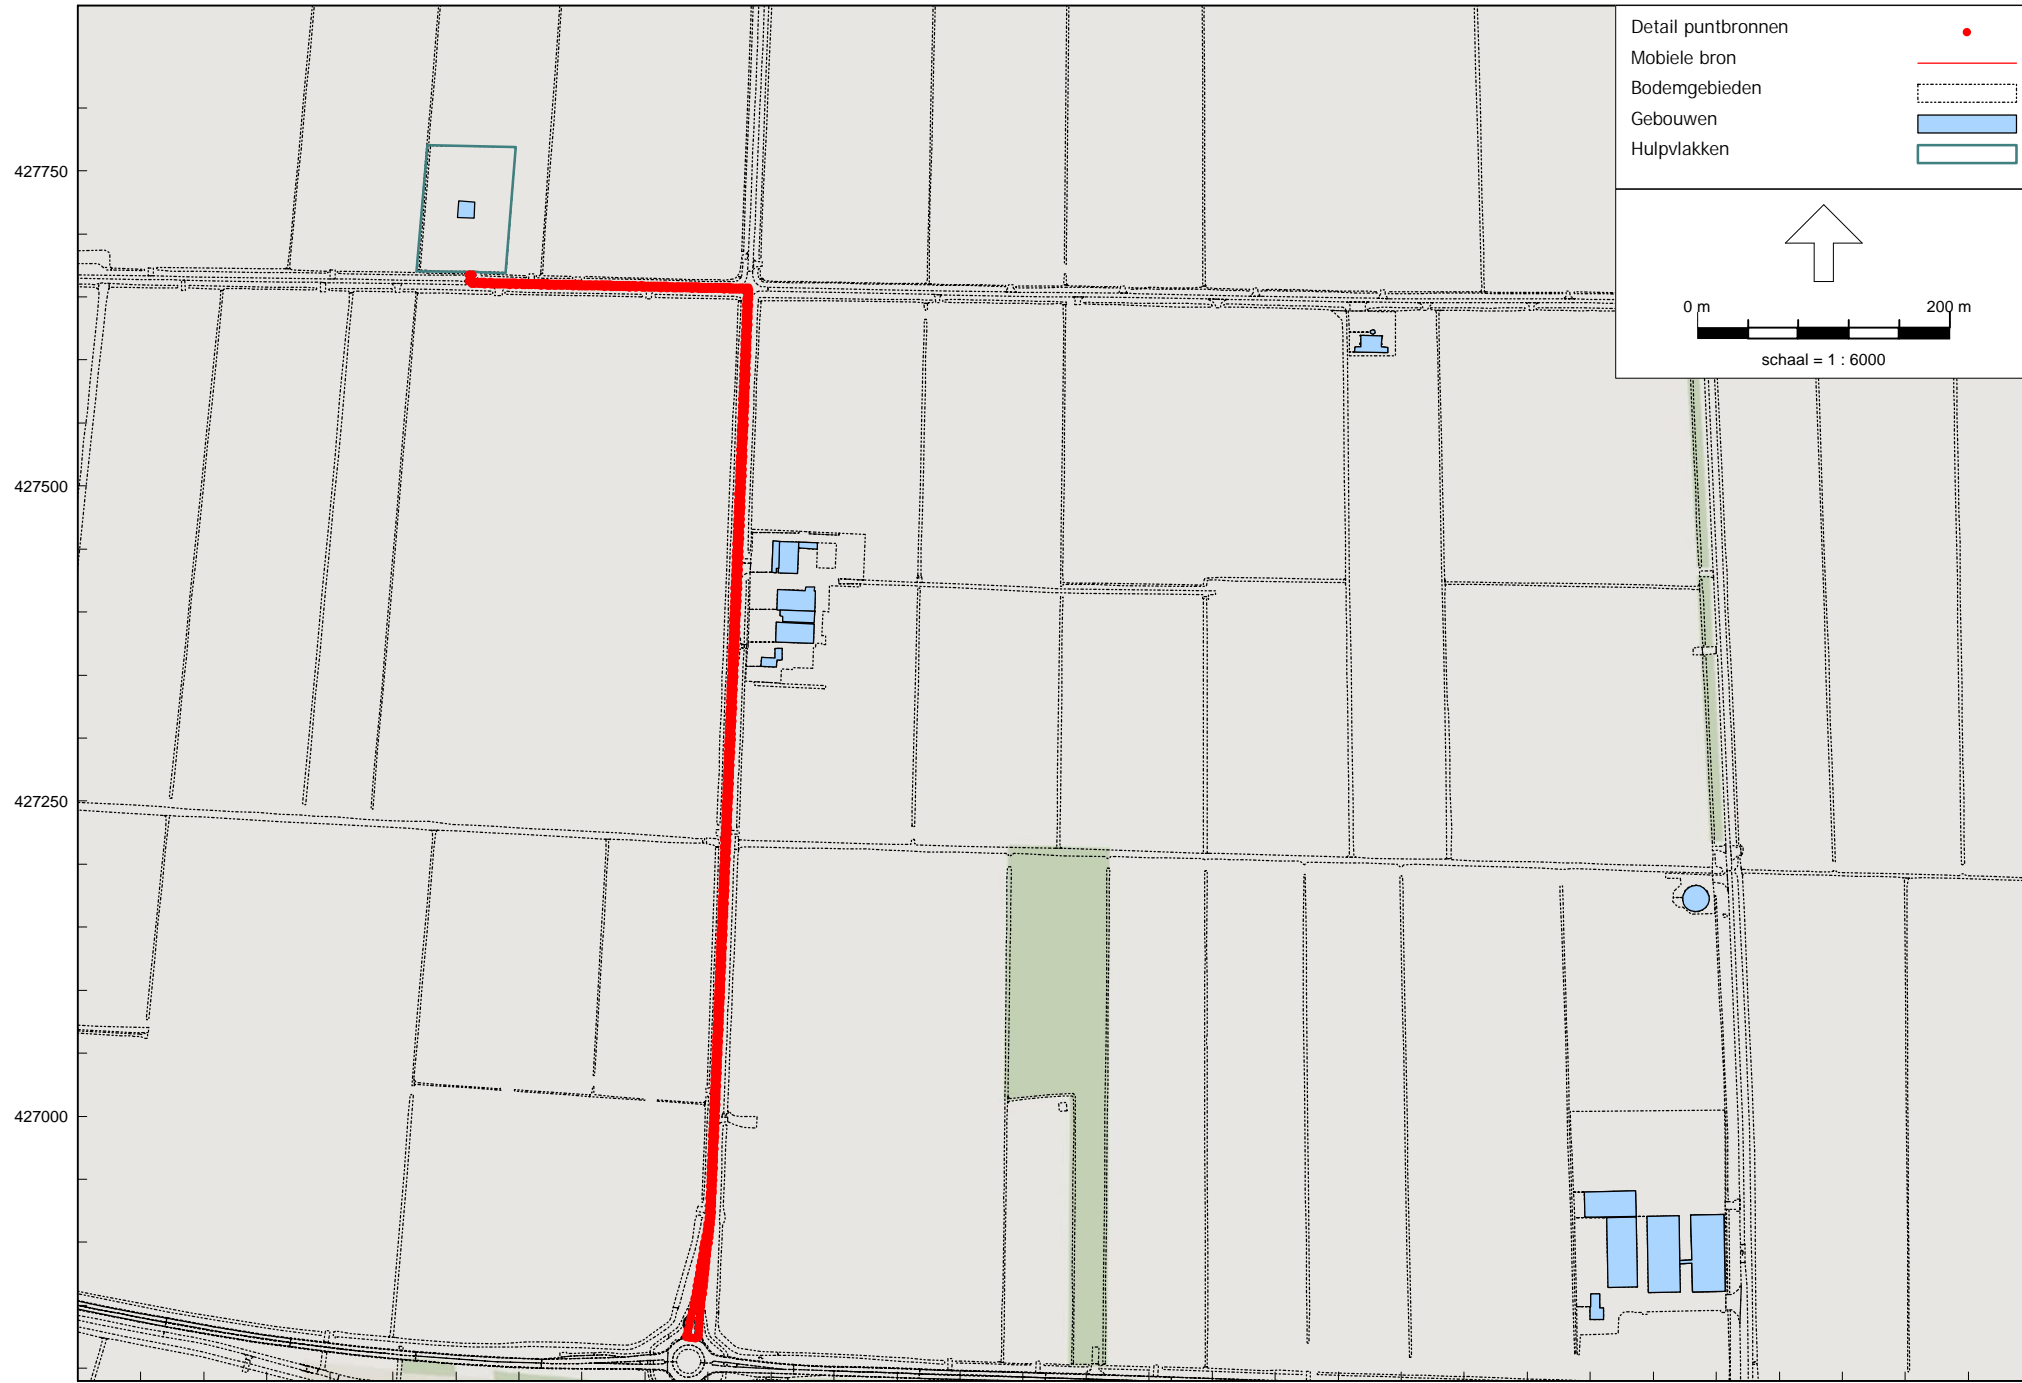 Detail puntbronnen
Mobiele bron
Bodemgebieden
Gebouwen
Hulpvlakken
0 m 200 m
schaal = 1 : 6000
427750
427500
427250
427000